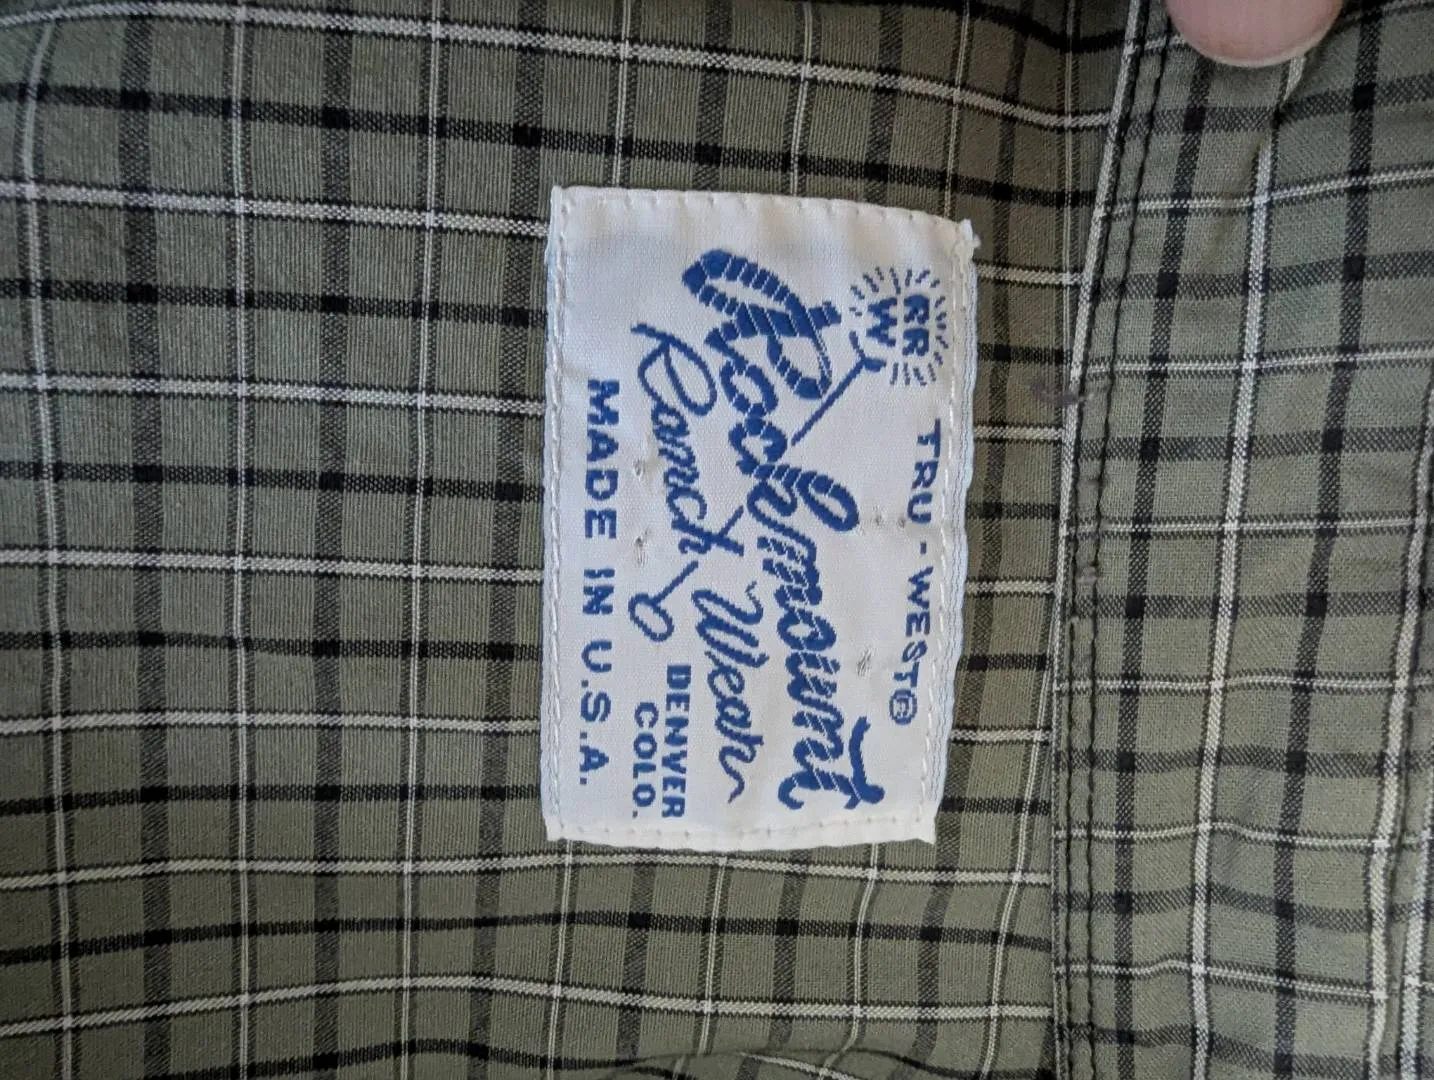 RR
W
TRU-WEST®
Rockmount
Ranch Wear
DENVER
COLO.
MADE IN U.S.A.